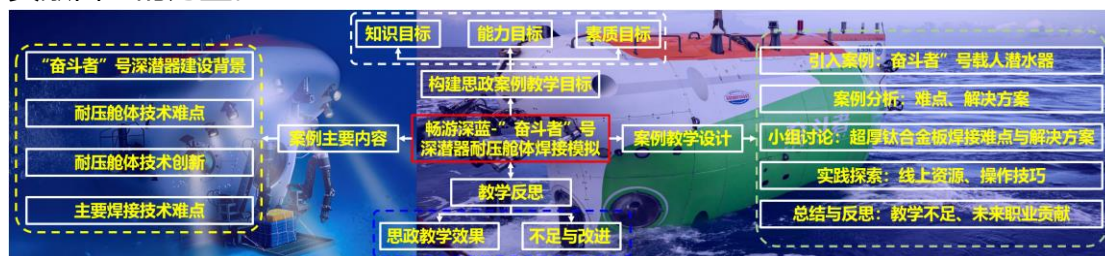 知识目标 能力目标 素质目标
构建思政案例教学目标
“奋斗者”号深潜器建设背景
耐压舱体技术难点
耐压舱体技术创新
主要焊接技术难点
案例主要内容
畅游深蓝-”奋斗者”号
深潜器耐压舱体焊接模拟
案例教学设计
引入案例：奋斗者”号载人潜水器
案例分析：难点、解决方案
小组讨论：超厚钛合金板焊接难点与解决方案
实践探索：线上资源、操作技巧
总结与反思：教学不足、未来职业贡献
教学反思
思政教学效果 不足与改进